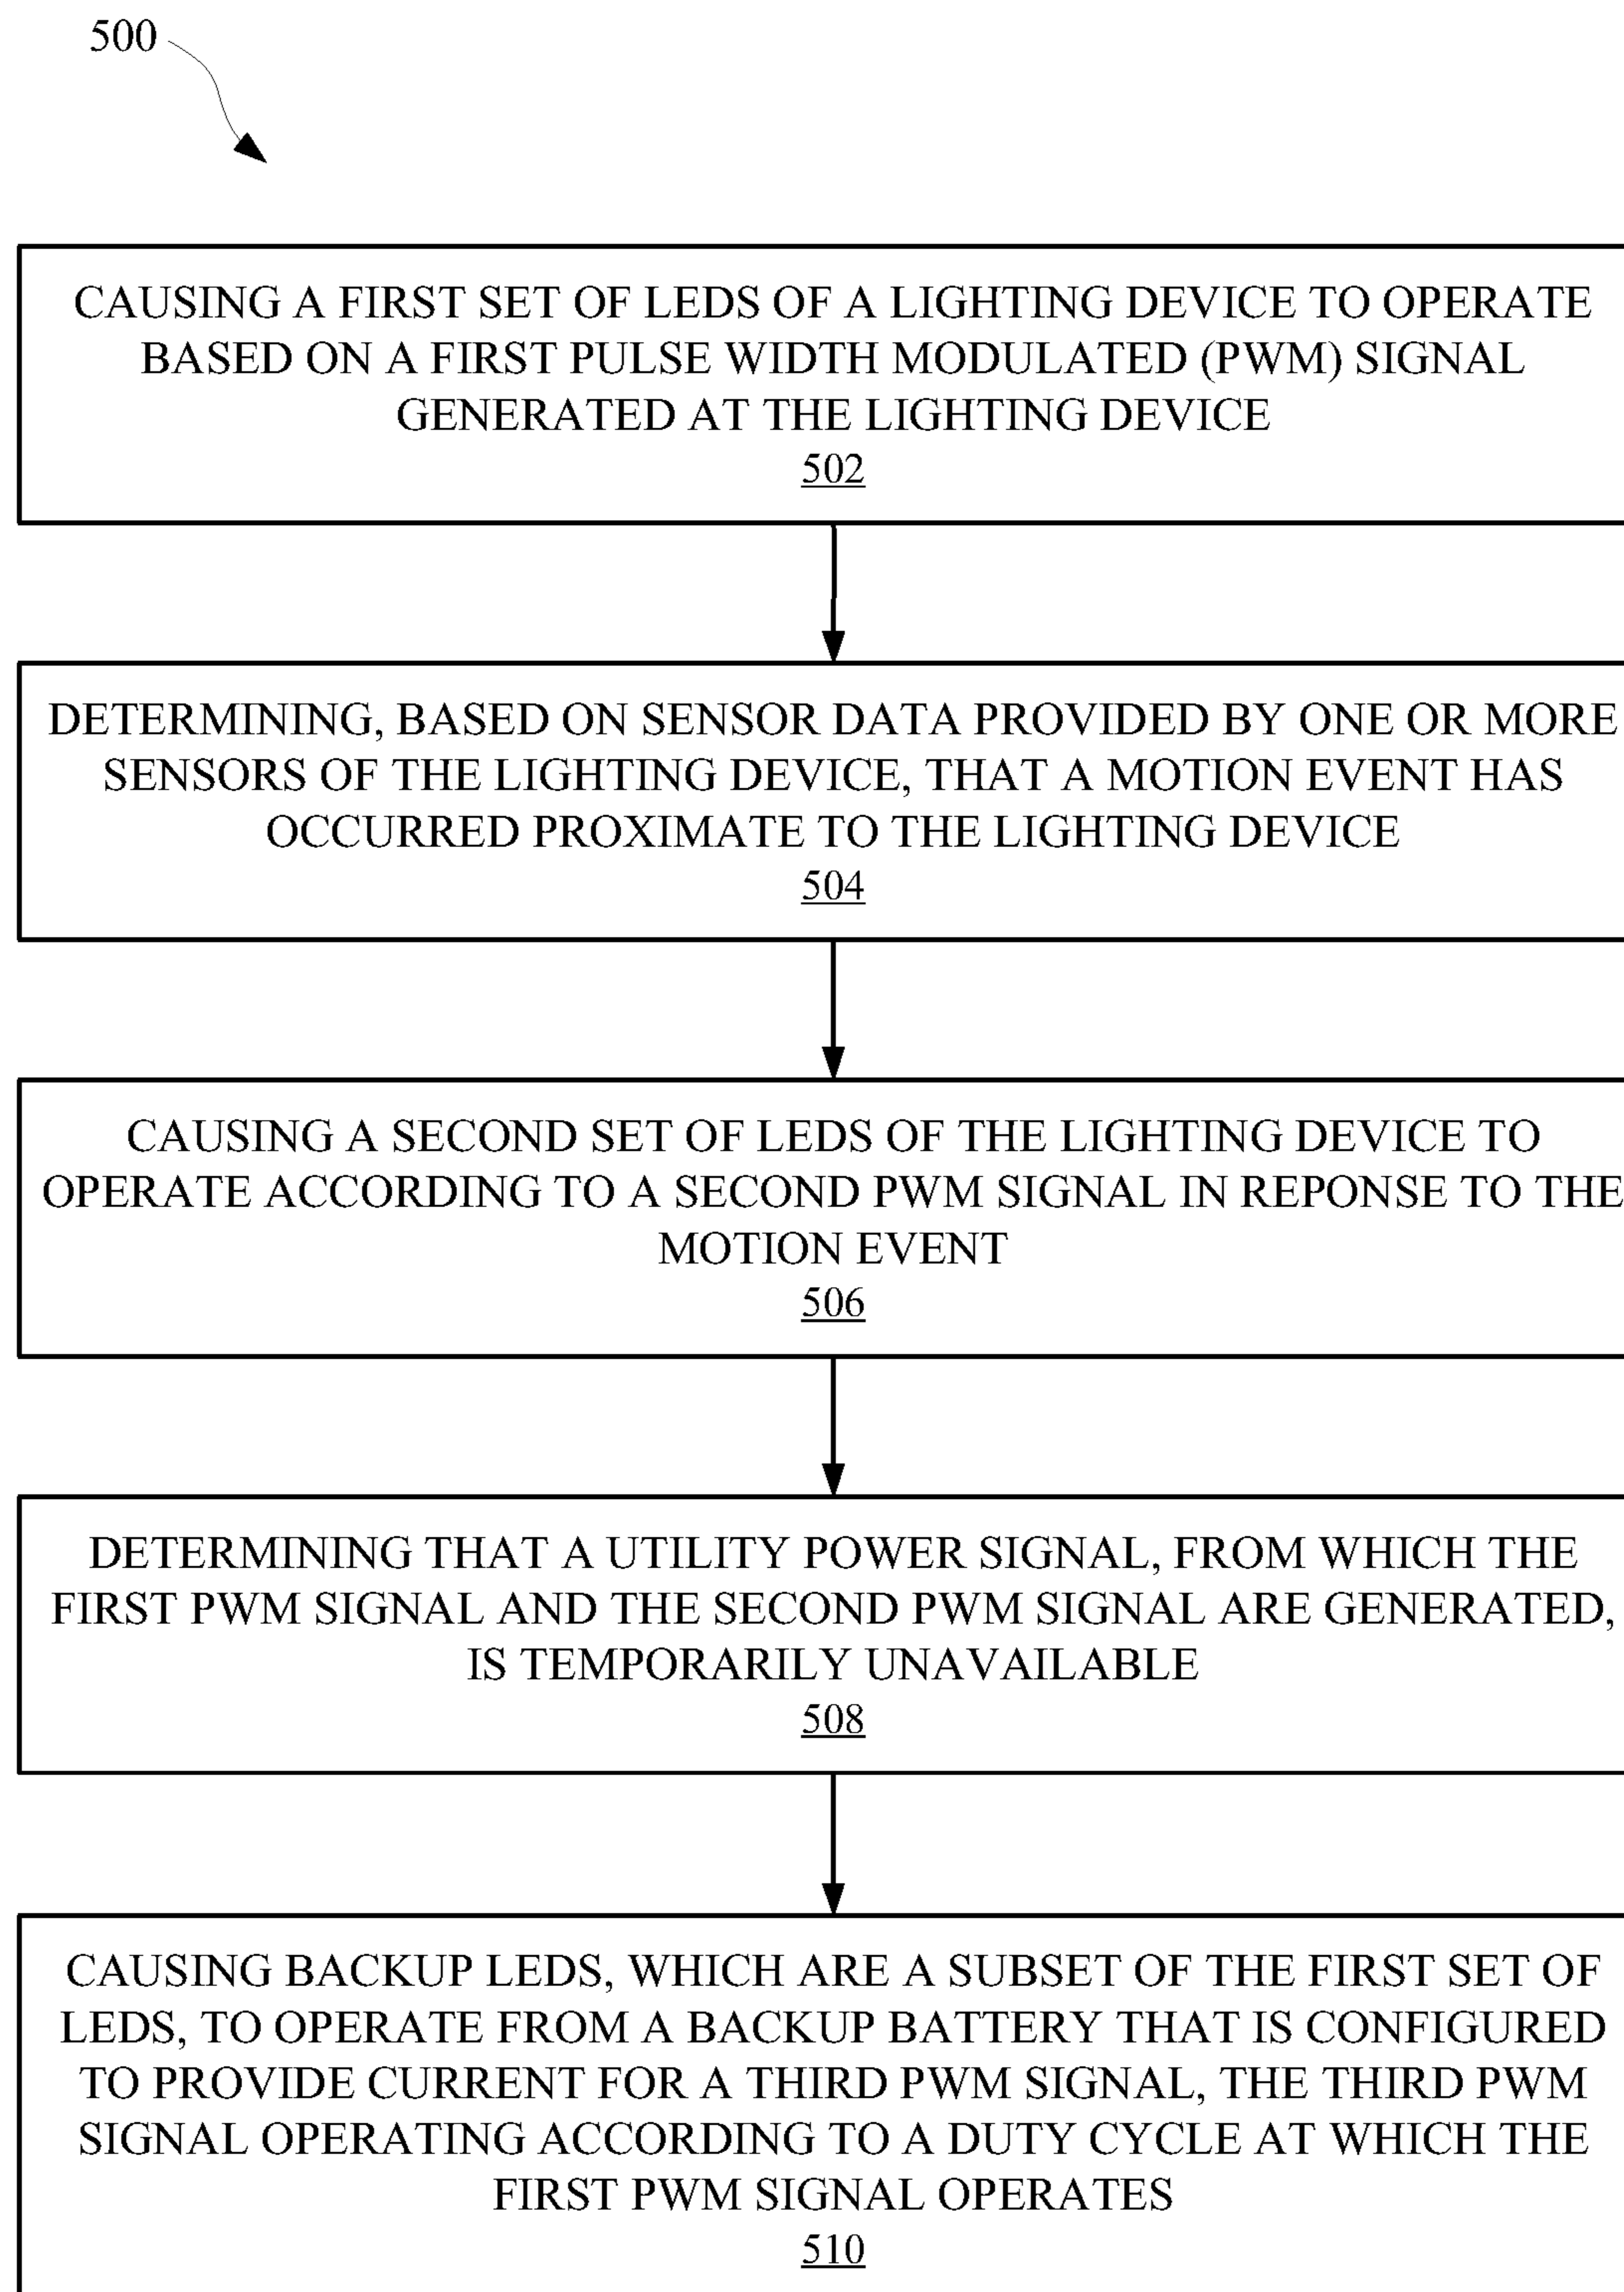 500
CAUSING A FIRST SET OF LEDS OF A LIGHTING DEVICE TO OPERATE
BASED ON A FIRST PULSE WIDTH MODULATED (PWM) SIGNAL
GENERATED AT THE LIGHTING DEVICE
502
DETERMINING, BASED ON SENSOR DATA PROVIDED BY ONE OR MORE
SENSORS OF THE LIGHTING DEVICE, THAT A MOTION EVENT HAS
OCCURRED PROXIMATE TO THE LIGHTING DEVICE
504
CAUSING A SECOND SET OF LEDS OF THE LIGHTING DEVICE TO
OPERATE ACCORDING TO A SECOND PWM SIGNAL IN REPONSE TO THE
MOTION EVENT
506
DETERMINING THAT A UTILITY POWER SIGNAL, FROM WHICH THE
FIRST PWM SIGNAL AND THE SECOND PWM SIGNAL ARE GENERATED,
IS TEMPORARILY UNAVAILABLE
508
CAUSING BACKUP LEDS, WHICH ARE A SUBSET OF THE FIRST SET OF
LEDS, TO OPERATE FROM A BACKUP BATTERY THAT IS CONFIGURED
TO PROVIDE CURRENT FOR A THIRD PWM SIGNAL, THE THIRD PWM
SIGNAL OPERATING ACCORDING TO A DUTY CYCLE AT WHICH THE
FIRST PWM SIGNAL OPERATES
510